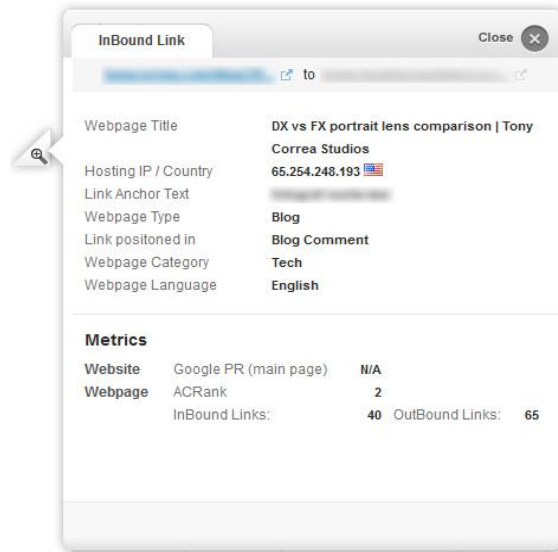 InBound Link
Close
to
Webpage Title DX vs FX portrait lens comparison | Tony
Correa Studios
Hosting IP / Country 65.254.248.193
Link Anchor Text
Webpage Type Blog
Link positoned in Blog Comment
Webpage Category Tech
Webpage Language English
Metrics
Website Google PR (main page) N/A
Webpage ACRank 2
InBound Links: 40 OutBound Links: 65